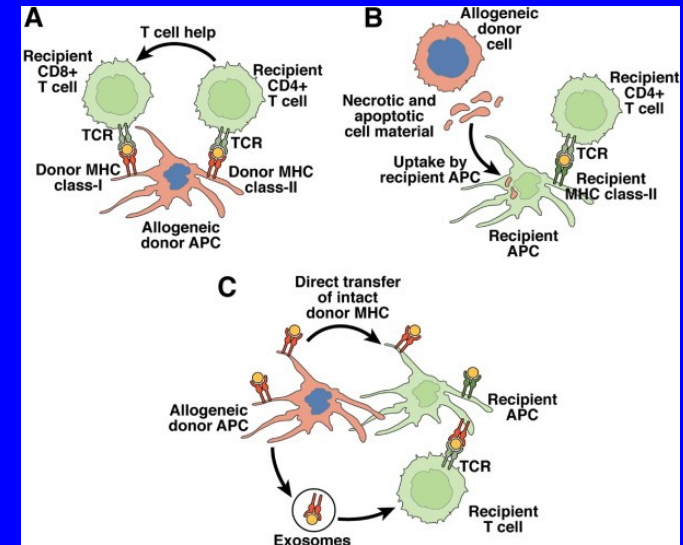 A
T cell help
Recipient
CD8+
T cell
Recipient
CD4+
T cell
TCR
TCR
Donor MHC
class-I
Donor MHC
class-II
Allogeneic
donor APC
B
Allogeneic
donor
cell
Necrotic and
apoptotic
cell material
Recipient
CD4+
T cell
Uptake by
recipient APC
TCR
Recipient
MHC class-II
Recipient
APC
C
Direct transfer
of intact
donor MHC
Allogeneic
donor APC
Recipient
APC
TCR
Recipient
T cell
Exosomes